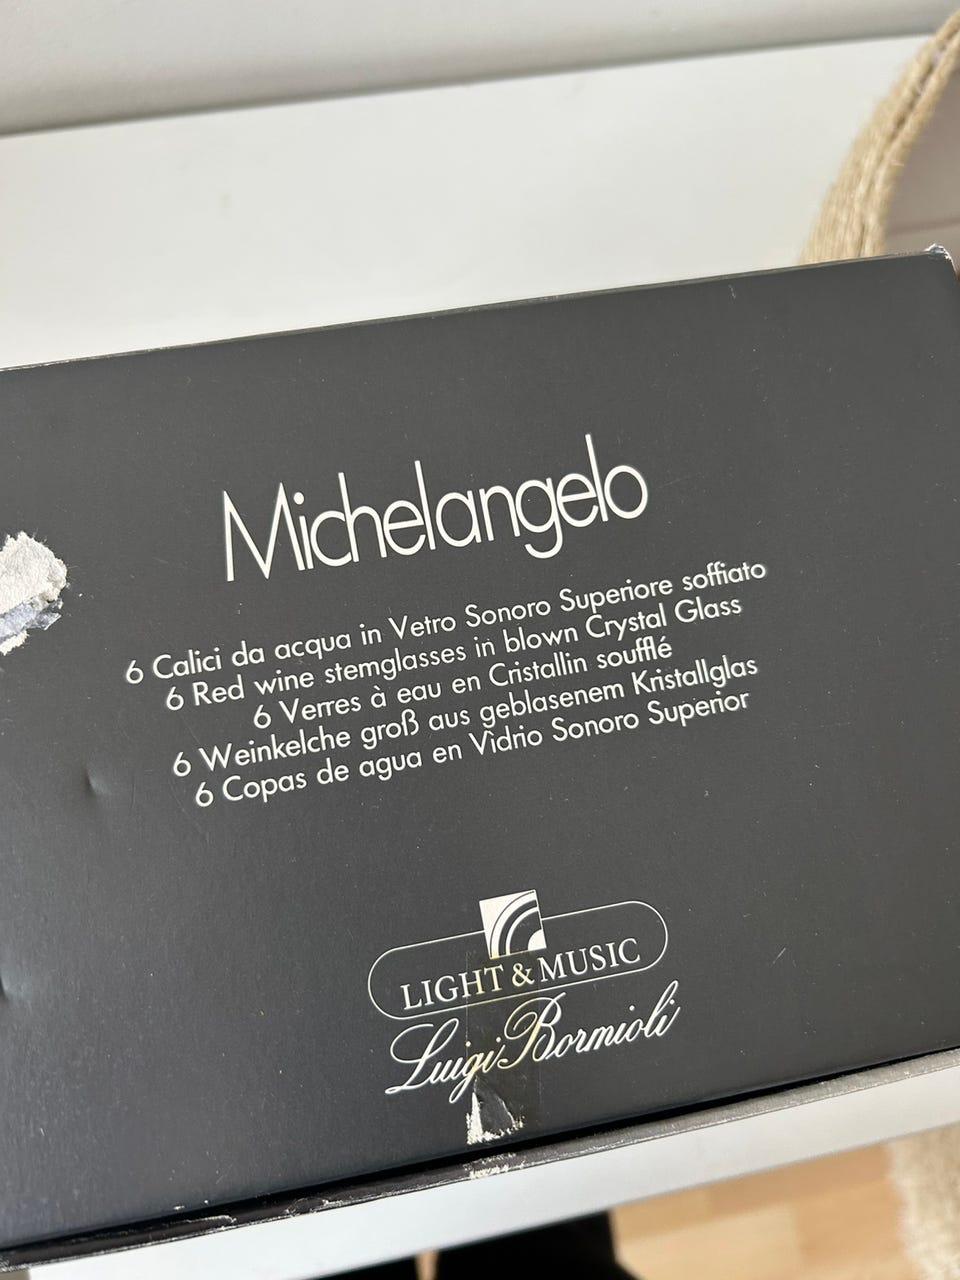 Michelangelo
6 Calici da acqua in Vetro Sonoro Superiore soffiato
6 Red wine stemglasses in blown Crystal Glass
6 Verres à eau en Cristallin soufflé
6 Weinkelche groß aus geblasenem Kristallglas
6 Copas de agua en Vidrio Sonoro Superior
LIGHT & MUSIC
Luigi Bormioli